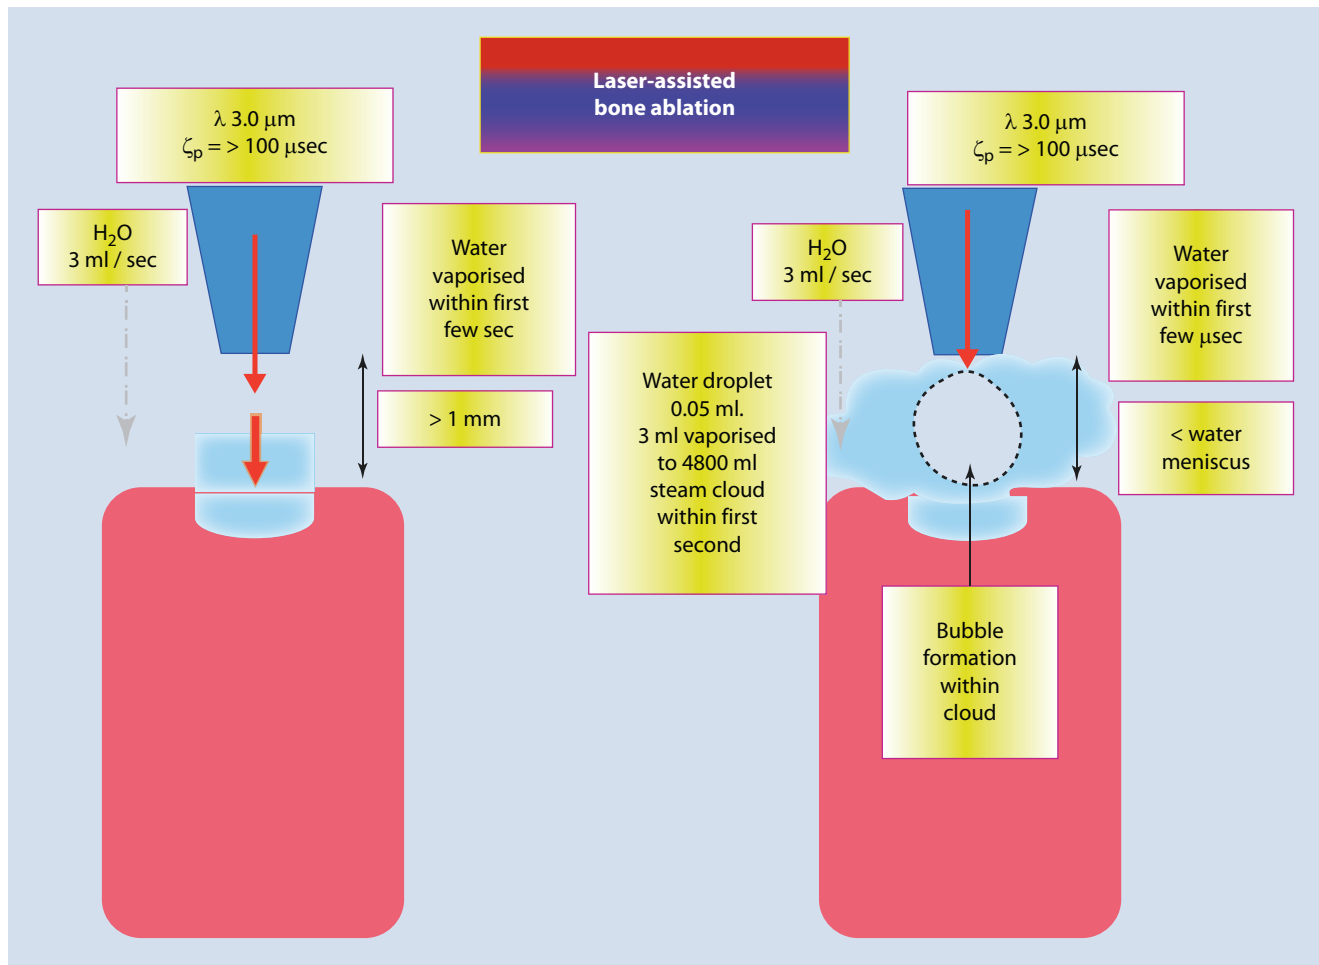 Laser-assisted
bone ablation
λ 3.0 μm
ζp = > 100 μsec
H2O
3 ml / sec
Water
vaporised
within first
few sec
> 1 mm
λ 3.0 μm
ζp = > 100 μsec
H2O
3 ml / sec
Water
vaporised
within first
few μsec
Water droplet
0.05 ml.
3 ml vaporised
to 4800 ml
steam cloud
within first
second
< water
meniscus
Bubble
formation
within
cloud